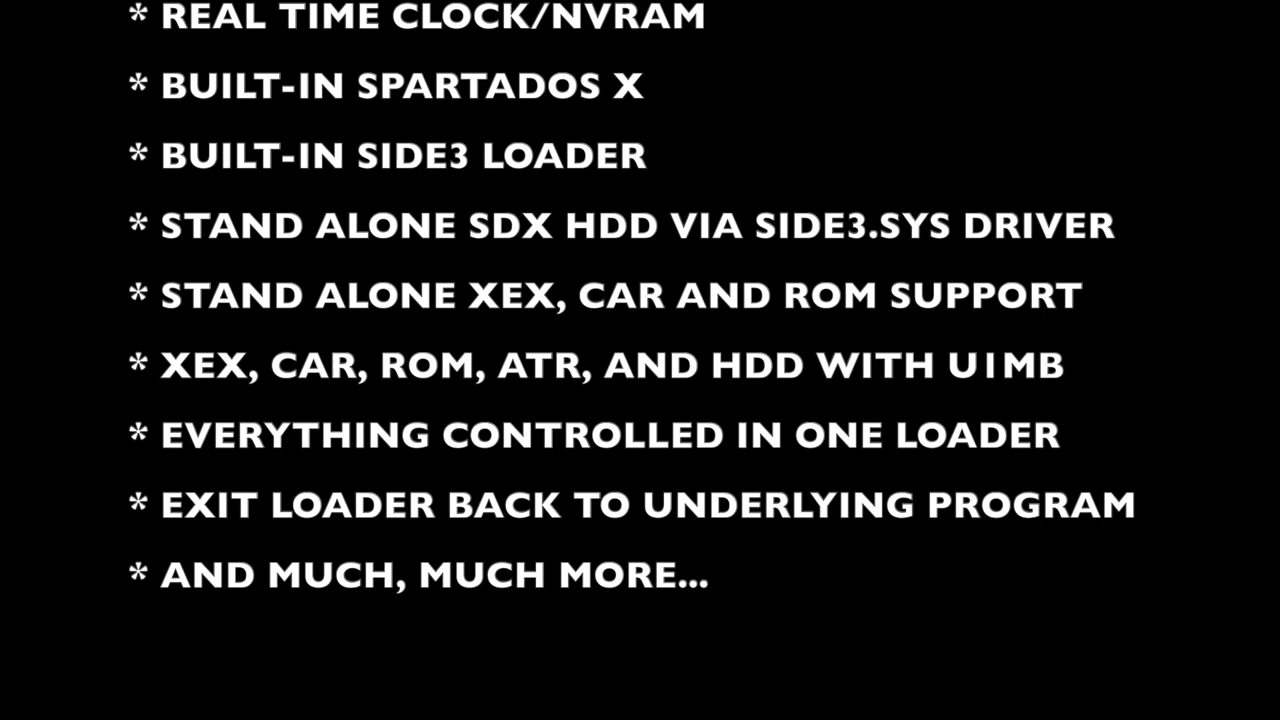 * REAL TIME CLOCK/NVRAM
* BUILT-IN SPARTADOS X
* BUILT-IN SIDE3 LOADER
* STAND ALONE SDX HDD VIA SIDE3.SYS DRIVER
* STAND ALONE XEX, CAR AND ROM SUPPORT
* XEX, CAR, ROM, ATR, AND HDD WITH U1MB
* EVERYTHING CONTROLLED IN ONE LOADER
* EXIT LOADER BACK TO UNDERLYING PROGRAM
* AND MUCH, MUCH MORE...